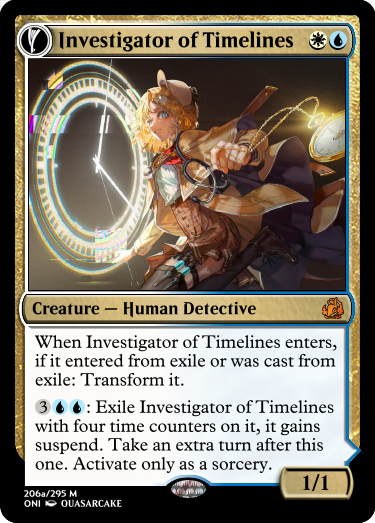 Investigator of Timelines
Creature — Human Detective
When Investigator of Timelines enters,
if it entered from exile or was cast from
exile: Transform it.
3: Exile Investigator of Timelines
with four time counters on it, it gains
suspend. Take an extra turn after this
one. Activate only as a sorcery.
1/1
206a/295 M
ONI QUASARCAKE